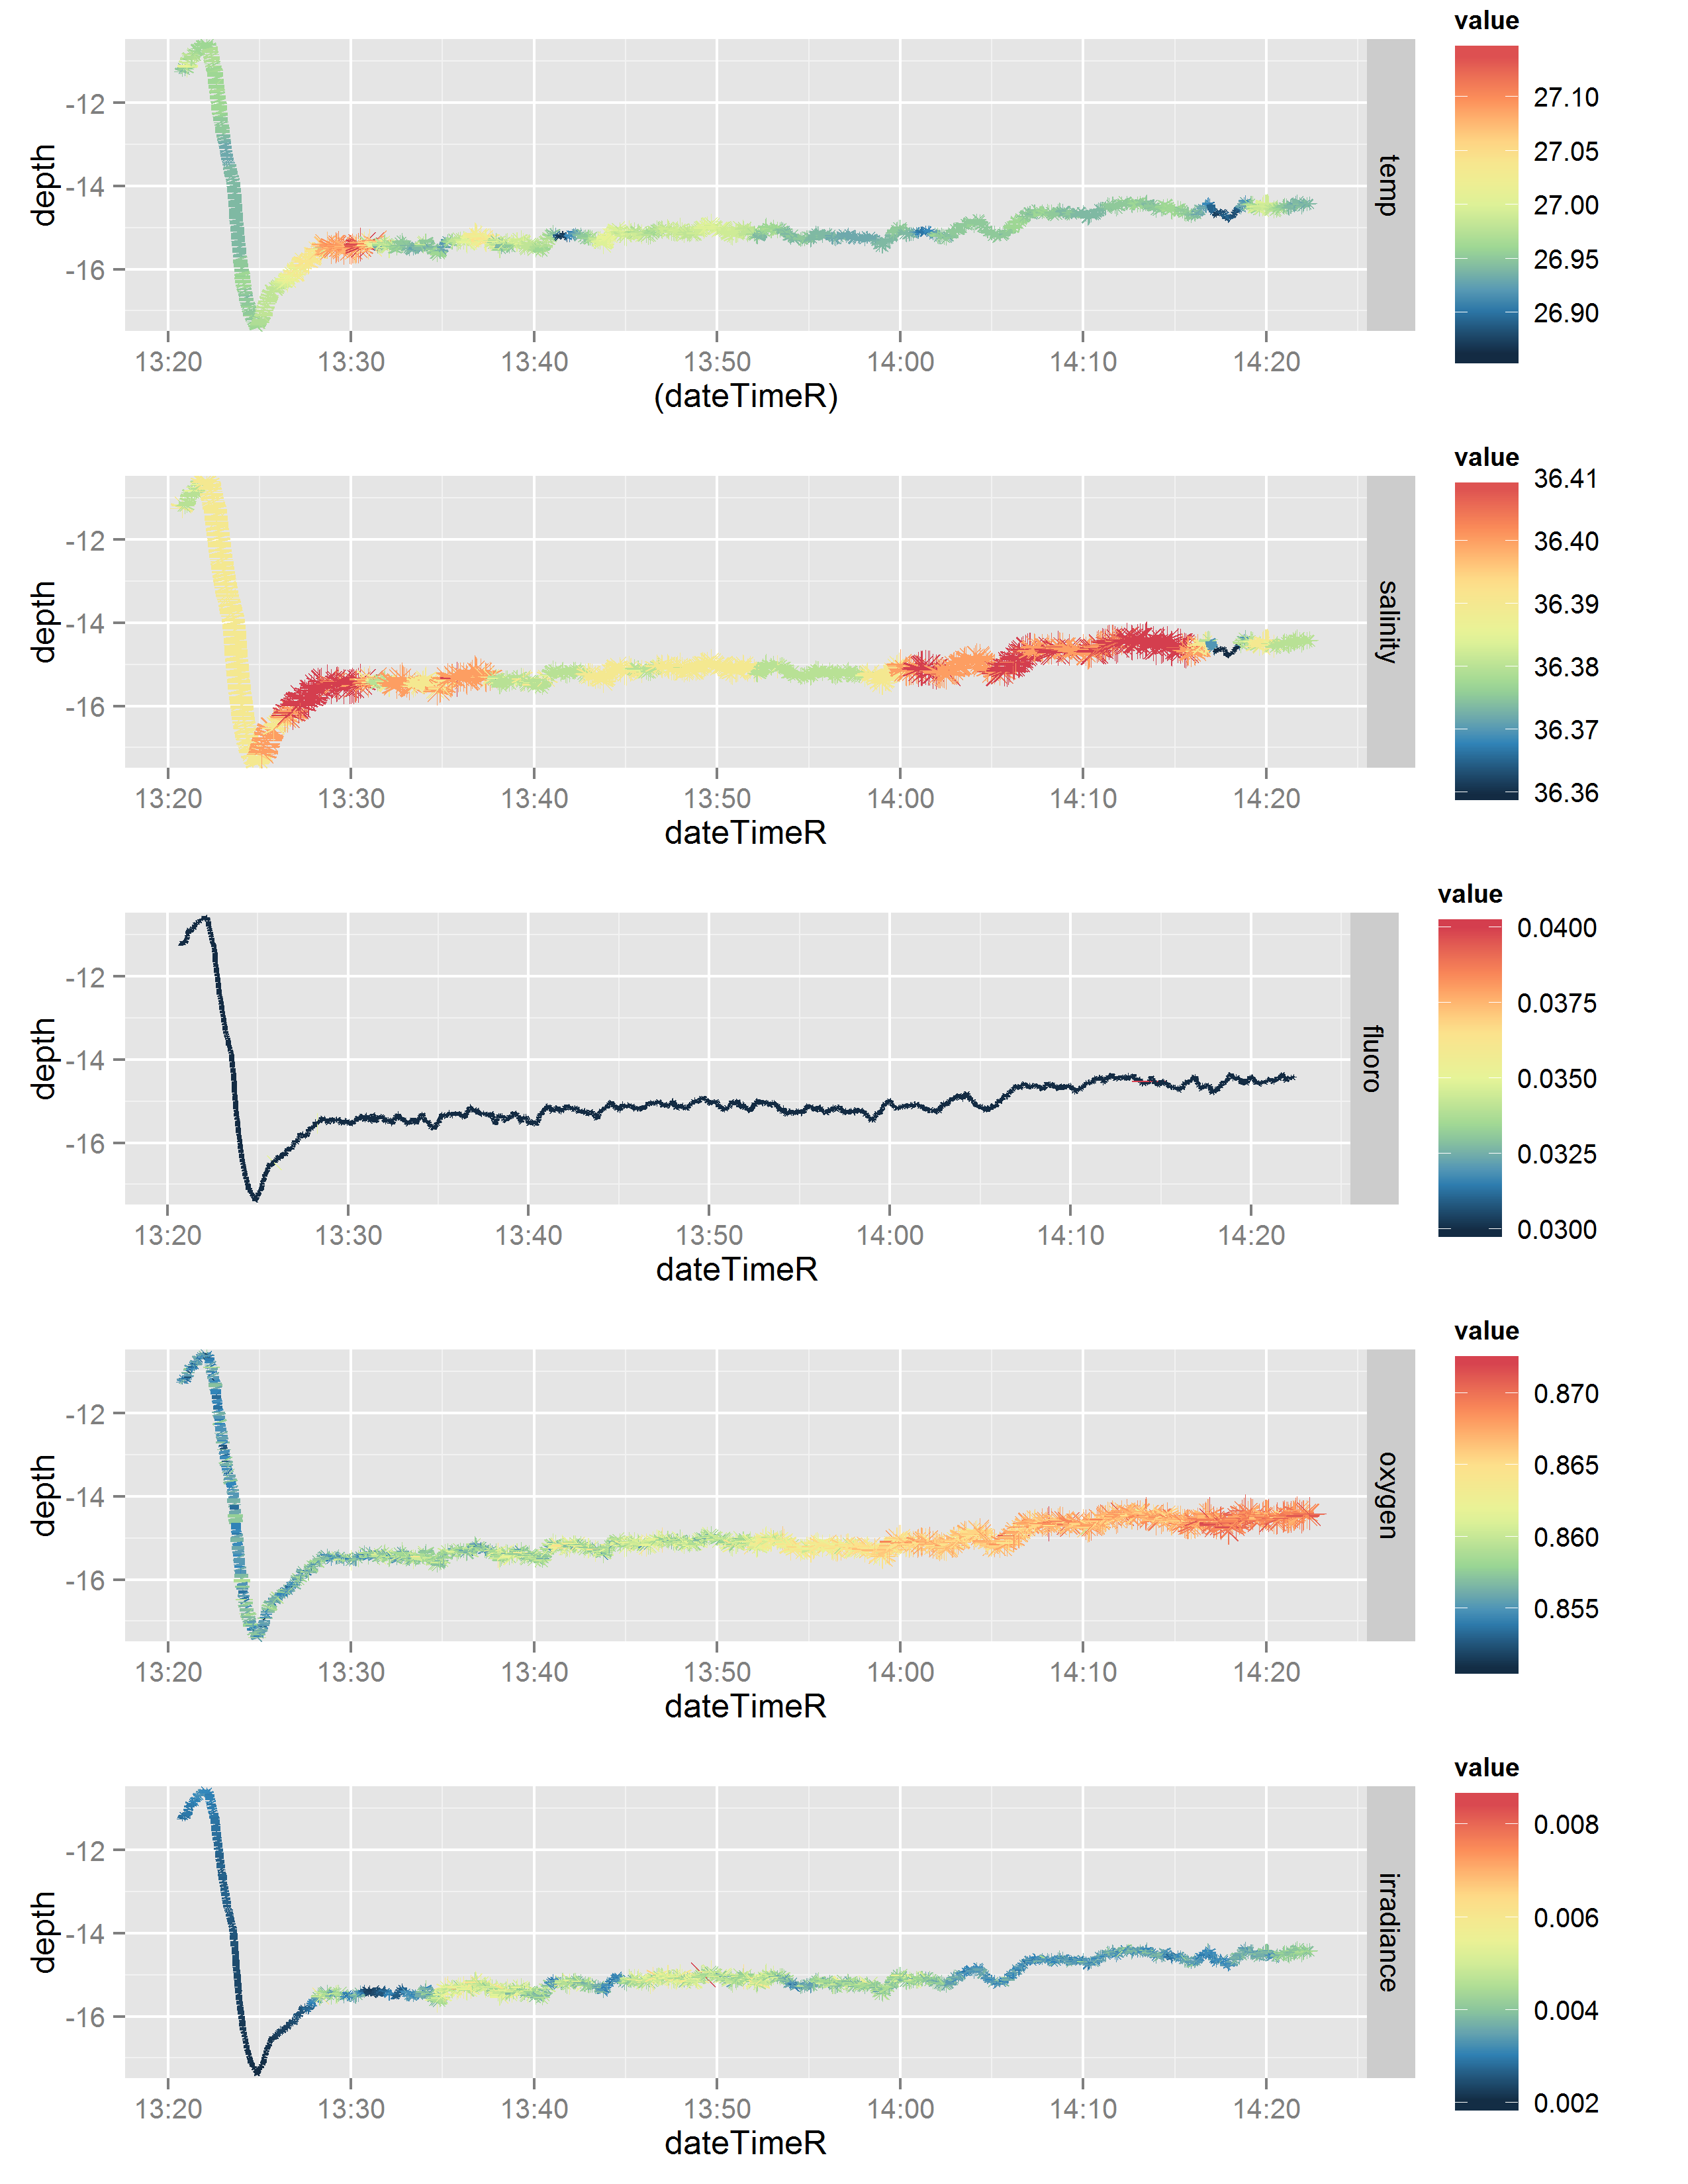 value
27.10
27.05
27.00
26.95
26.90
depth
-12
-14
-16
temp
13:20 13:30 13:40 13:50 14:00 14:10 14:20
(dateTimeR)
value
36.41
36.40
36.39
36.38
36.37
36.36
depth
-12
-14
-16
salinity
13:20 13:30 13:40 13:50 14:00 14:10 14:20
dateTimeR
value
0.0400
0.0375
0.0350
0.0325
0.0300
depth
-12
-14
-16
fluoro
13:20 13:30 13:40 13:50 14:00 14:10 14:20
dateTimeR
value
0.870
0.865
0.860
0.855
depth
-12
-14
-16
oxygen
13:20 13:30 13:40 13:50 14:00 14:10 14:20
dateTimeR
value
0.008
0.006
0.004
0.002
depth
-12
-14
-16
irradiance
13:20 13:30 13:40 13:50 14:00 14:10 14:20
dateTimeR